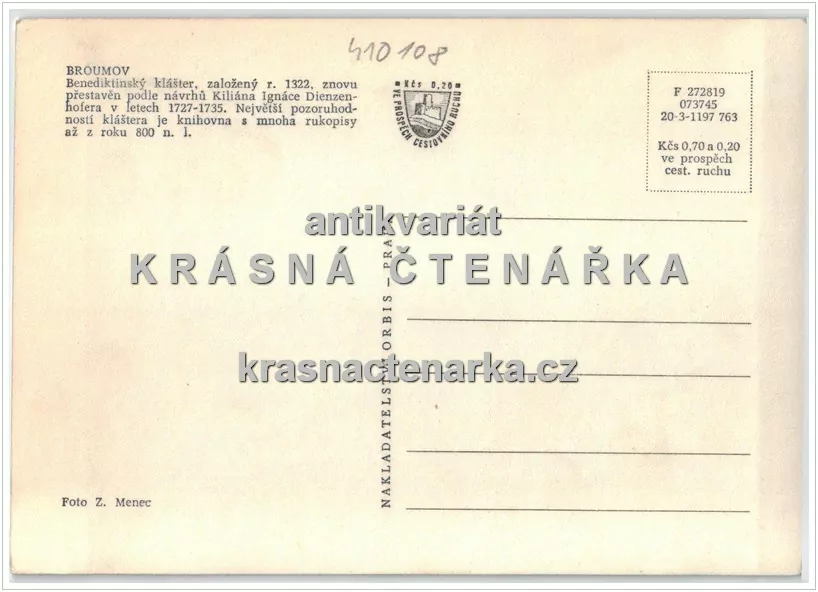 410108
BROUMOV
Benediktinský klášter, založený r. 1322, znovu
přestavěn podle návrhů Kiliána Ignáce Dienzen-
hofera v letech 1727-1735. Největší pozoruhod-
ností kláštera je knihovna s mnoha rukopisy
až z roku 800 n. l.
Kčs 0,20
VE PROSPĚCH CESTOVNÍHO RUCHU
F 272819
073745
20-3-1197 763
Kčs 0,70 a 0,20
ve prospěch
cest. ruchu
antikvariát
KRÁSNÁ ČTENÁŘKA
krasnactenarka.cz
NAKLADATELSTVÍ ORBIS – PRA
Foto Z. Menec